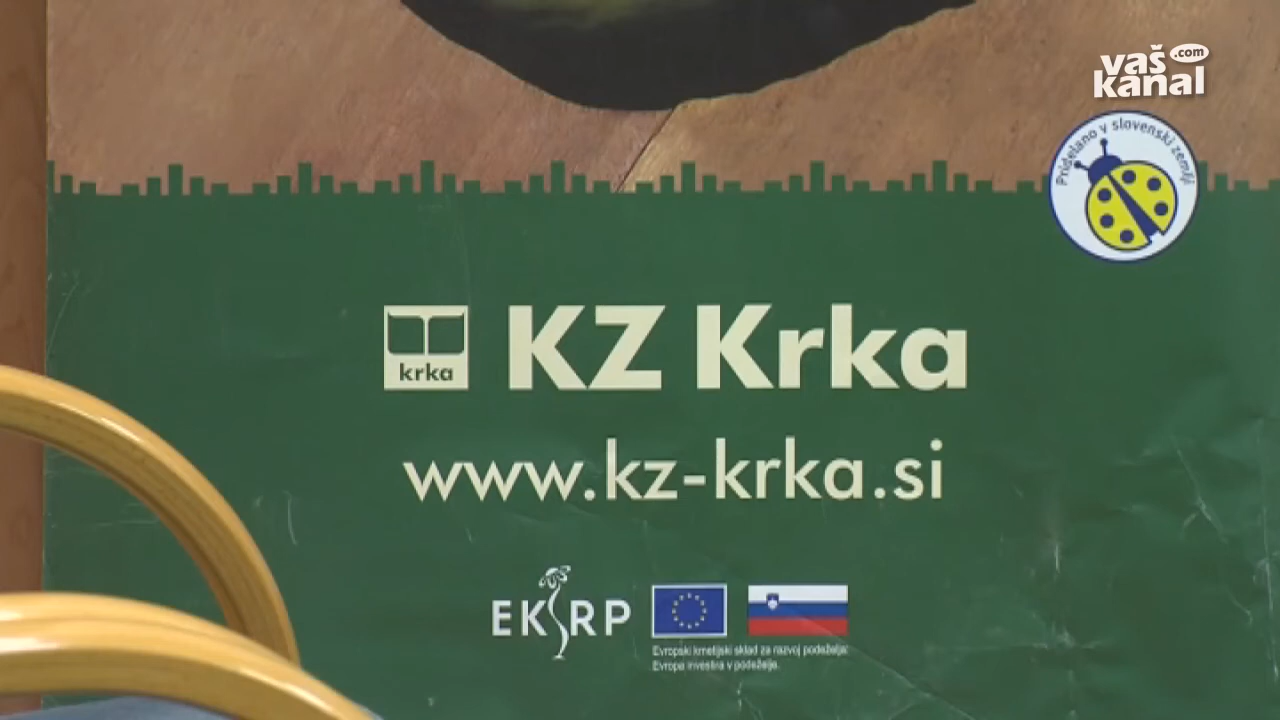 vaš
.com
kanal
Pridelano v slovenski zemlji
krka
KZ Krka
www.kz-krka.si
EKSRP
Evropski kmetijski sklad za razvoj podeželja:
Evropa investira v podeželje.